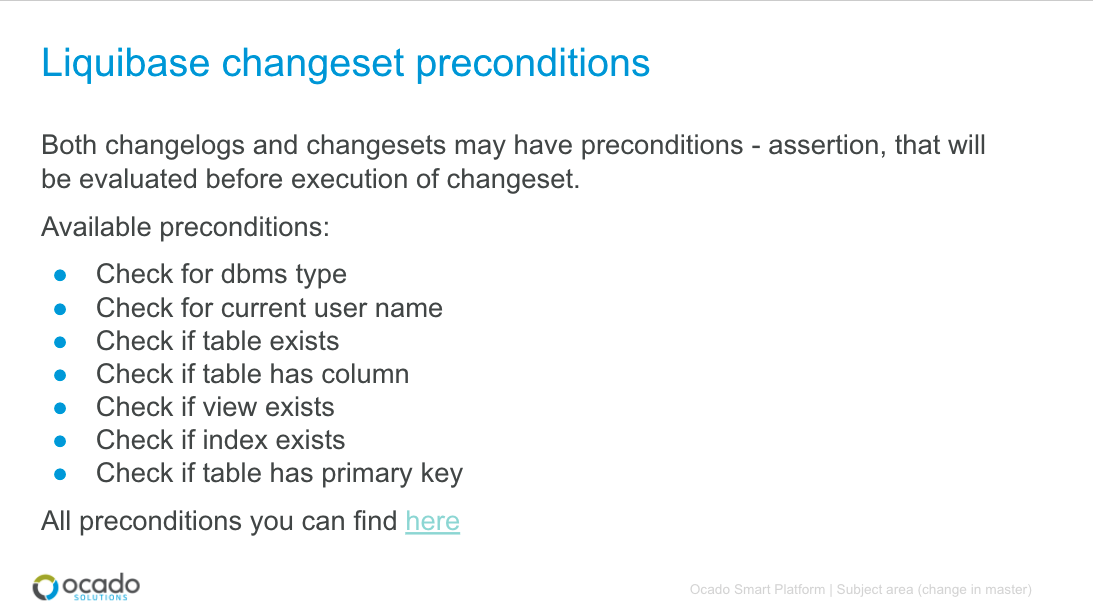 Liquibase changeset preconditions
Both changelogs and changesets may have preconditions - assertion, that will
be evaluated before execution of changeset.
Available preconditions:
● Check for dbms type
● Check for current user name
● Check if table exists
● Check if table has column
● Check if view exists
● Check if index exists
● Check if table has primary key
All preconditions you can find here
ocado
SOLUTIONS
Ocado Smart Platform | Subject area (change in master)